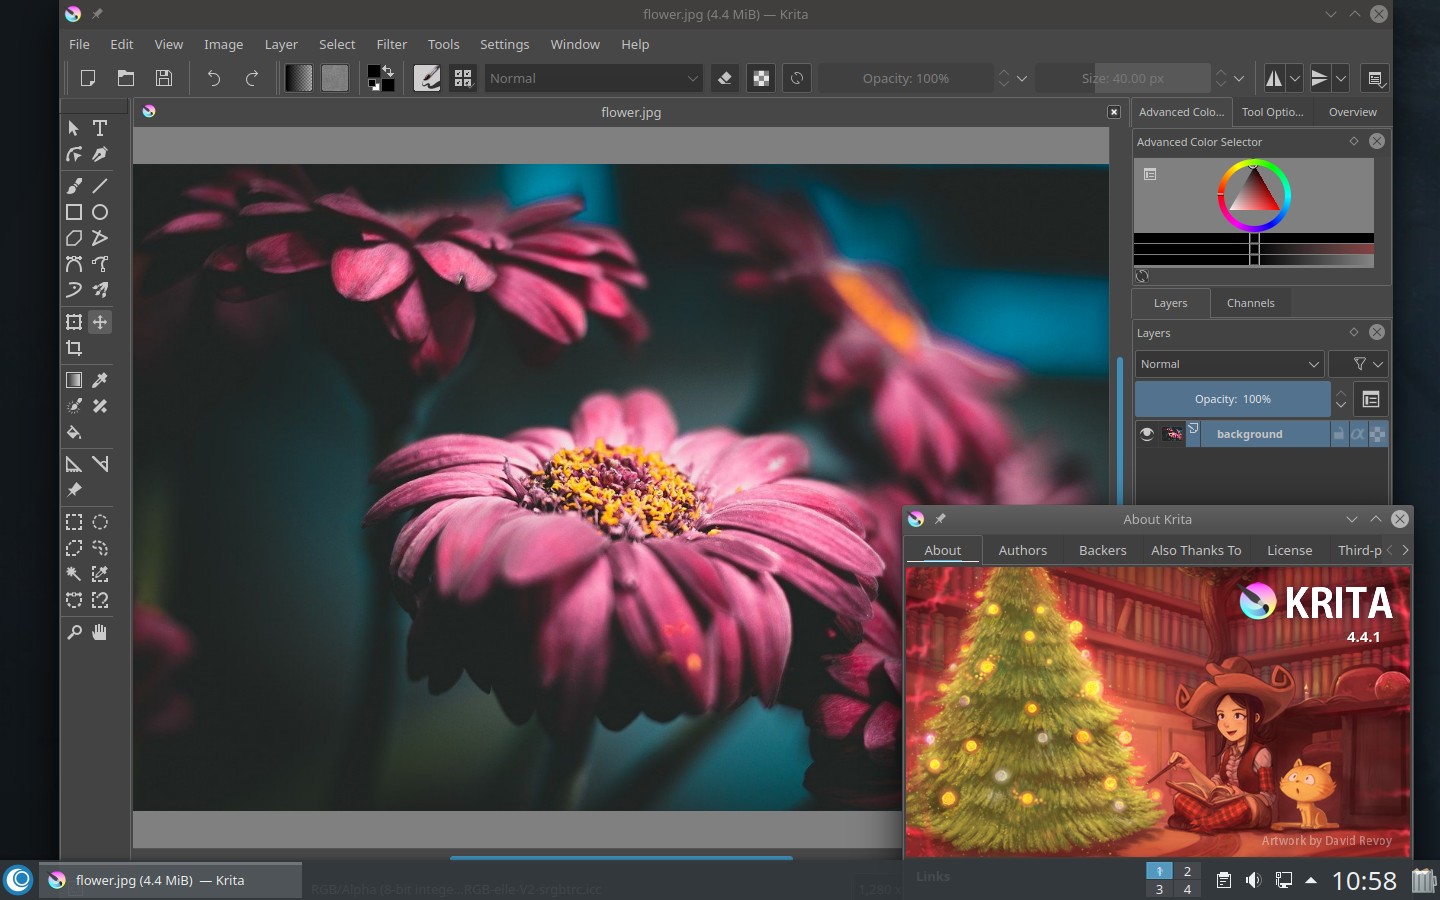 flower.jpg (4.4 MiB) — Krita
File Edit View Image Layer Select Filter Tools Settings Window Help
Normal Opacity: 100% Size: 40.00 px
flower.jpg
Advanced Colo... Tool Optio... Overview
Advanced Color Selector
Layers Channels
Layers
Normal
Opacity: 100%
background
About Krita
About Authors Backers Also Thanks To License Third-p
KRITA
4.4.1
Artwork by David Revoy
Links
flower.jpg (4.4 MiB) — Krita
RGB/Alpha (8-bit intege...RGB-elle-V2-srgbtrc.icc
1,280
1 2
3 4
10:58